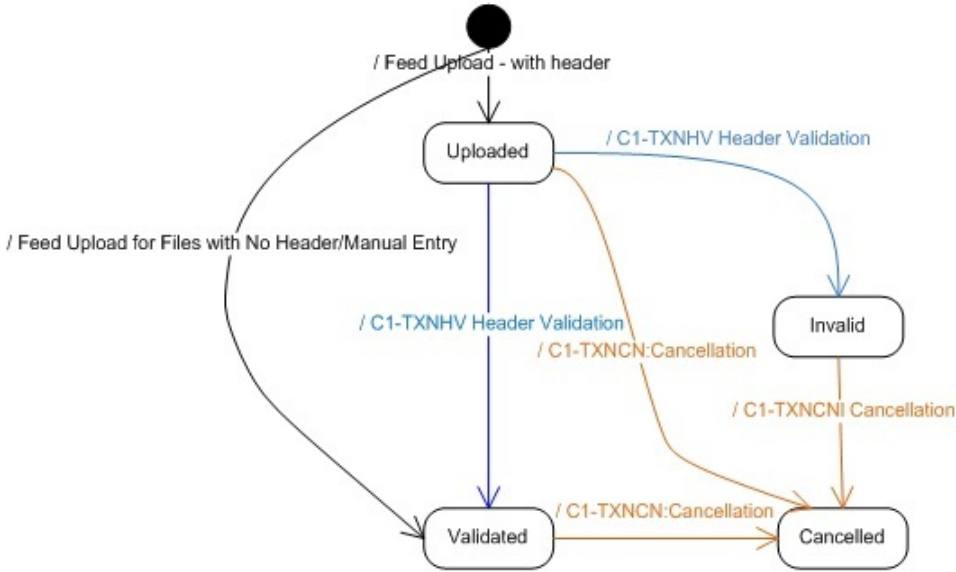 / Feed Upload - with header
Uploaded
/ C1-TXNHV Header Validation
/ Feed Upload for Files with No Header/Manual Entry
/ C1-TXNHV Header Validation
Invalid
/ C1-TXNCN:Cancellation
/ C1-TXNCNI Cancellation
/ C1-TXNCN:Cancellation
Validated
Cancelled